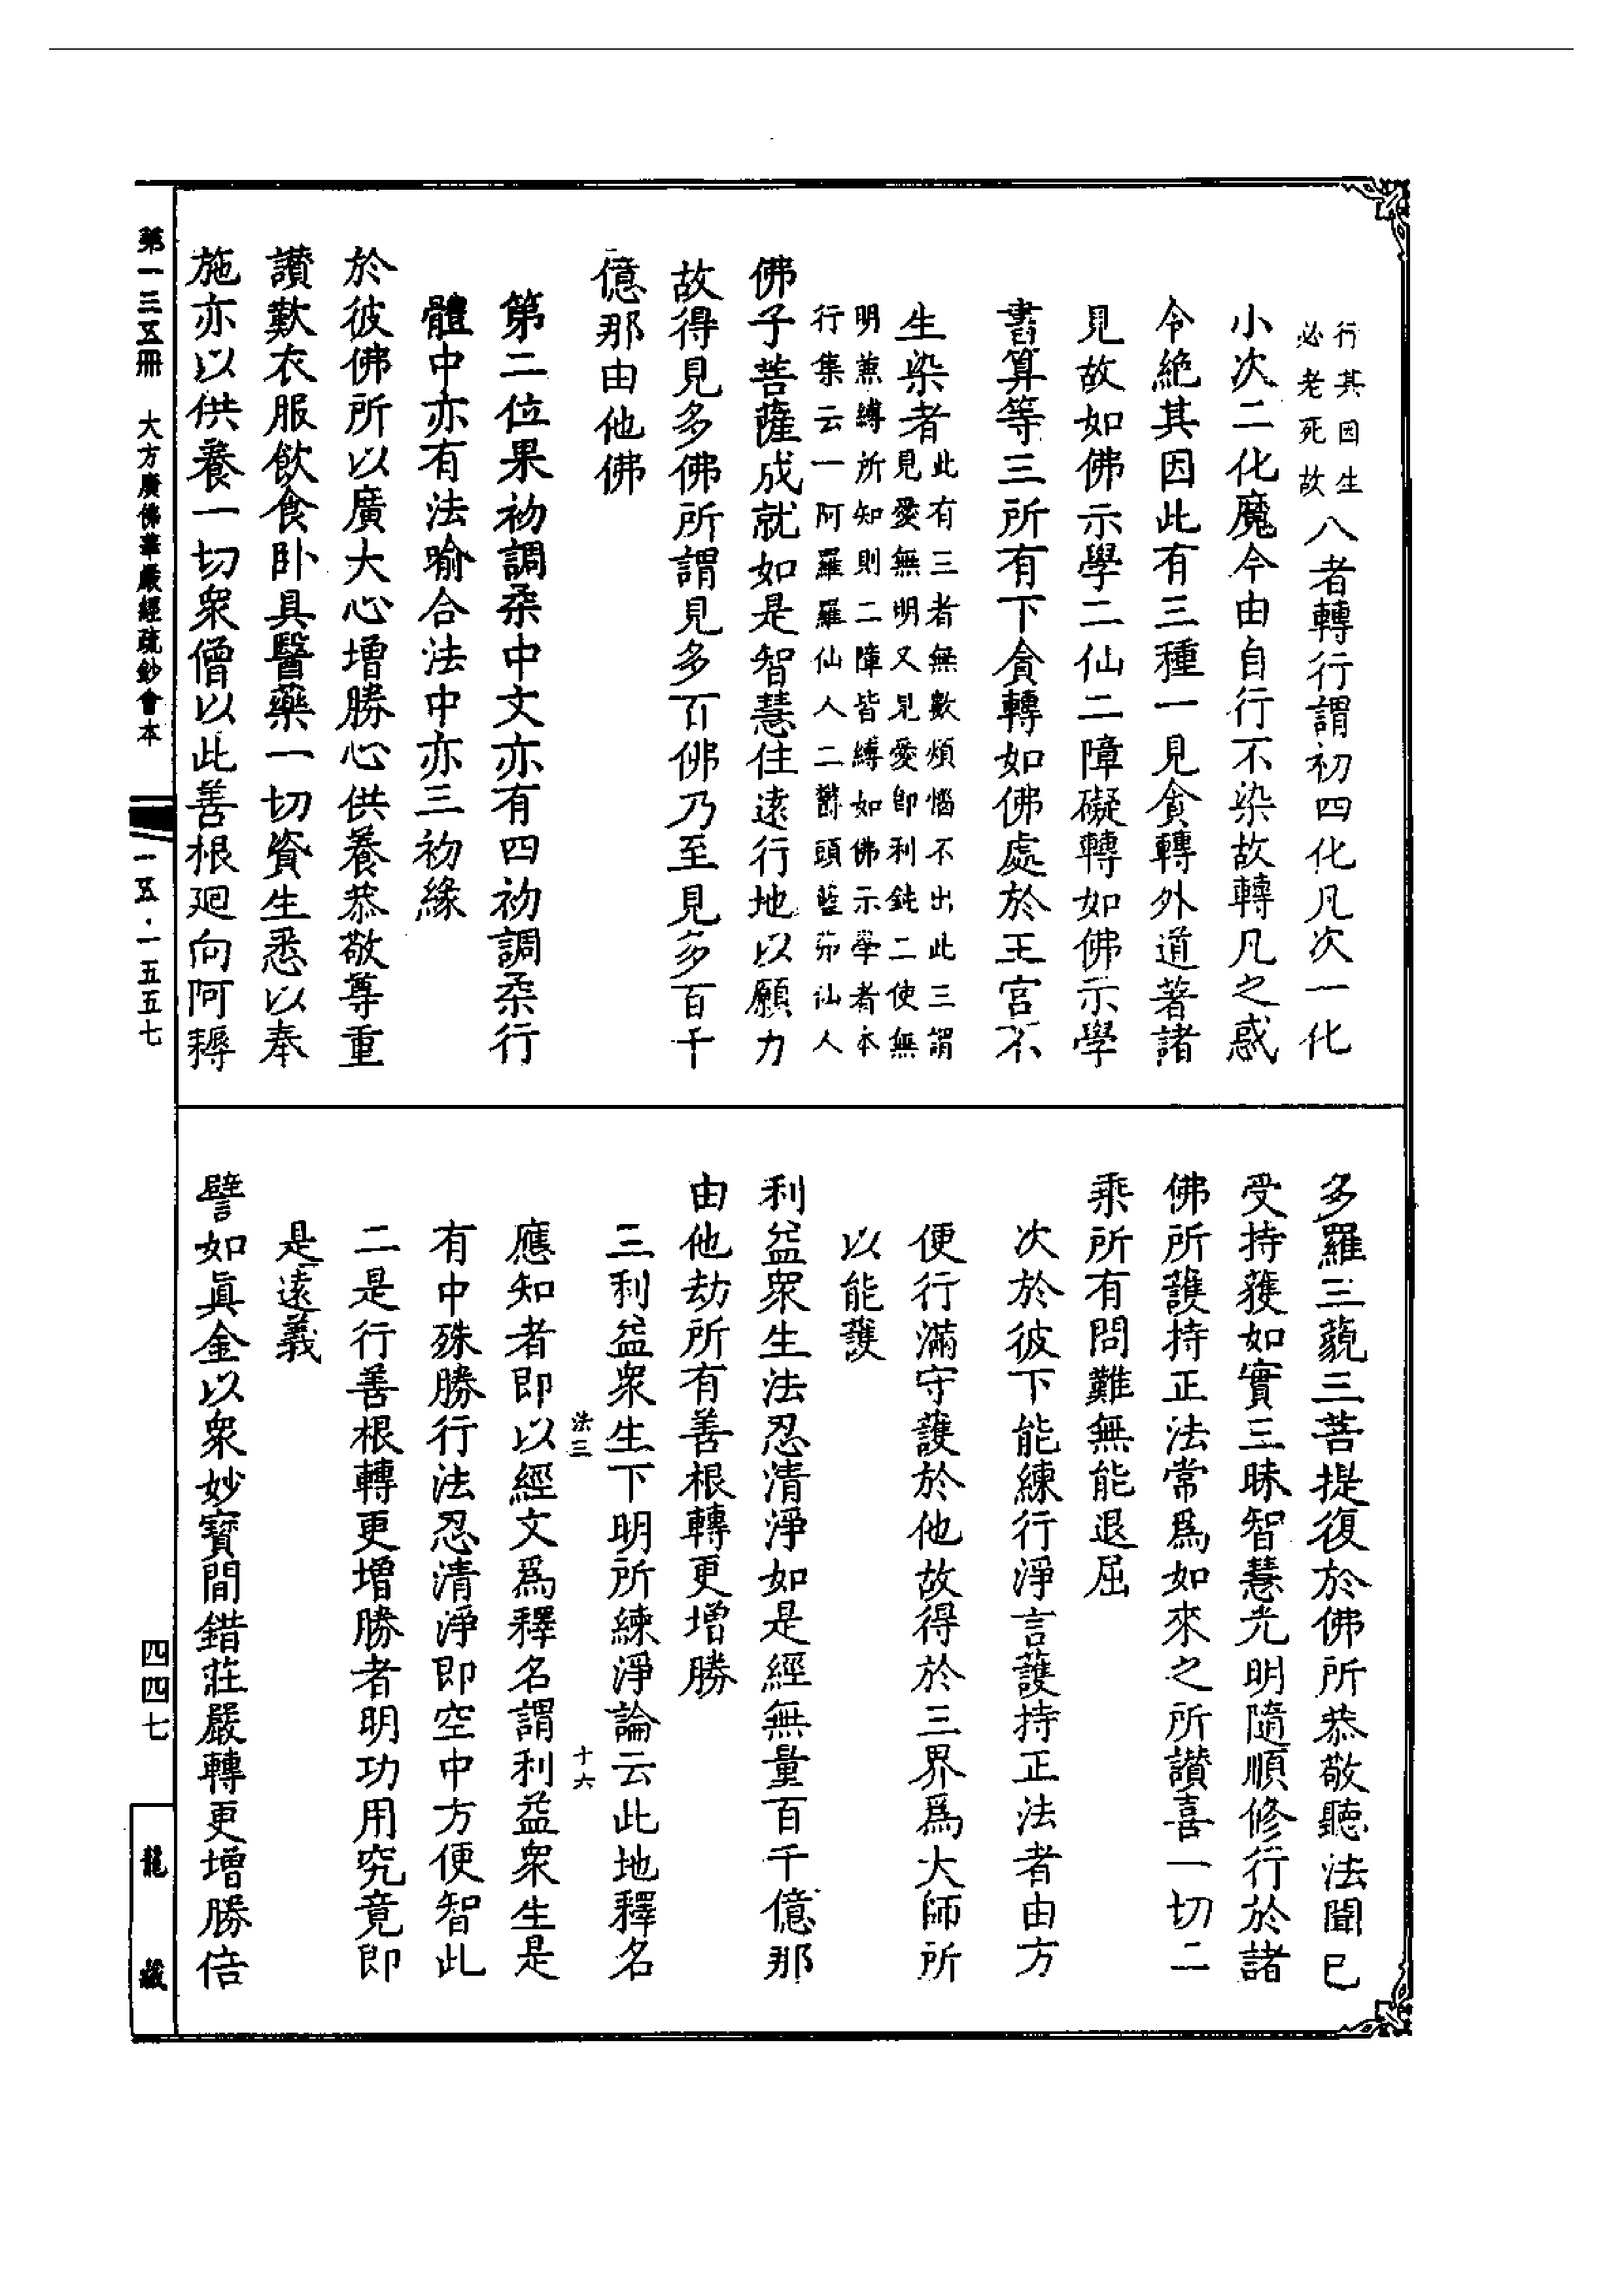 行其因生
必老死故八者轉行謂初四化凡次一化
小次二化魔今由自行不染故轉凡之惑
令絶其因此有三種一見貪轉外道著諸
見故如佛示學二仙二障礙轉如佛示學
書算等三所有下貪轉如佛處於王宮不
生染者此有三者無數煩惱不出此三謂
見愛無明又見愛即利鈍二使無
明兼縛所知則二障皆縛如佛示學者本
行集云一阿羅羅仙人二欝頭藍茀仙人
佛子菩薩成就如是智慧住遠行地以願力
故得見多佛所謂見多百佛乃至見多百千
億那由他佛
第二位果初調柔中文亦有四初調柔行
體中亦有法喻合法中亦三初緣
於彼佛所以廣大心增勝心供養恭敬尊重
讚歎衣服飲食卧具醫藥一切資生悉以奉
施亦以供養一切衆僧以此善根廻向阿耨
多羅三藐三菩提復於佛所恭敬聽法聞已
受持獲如實三昧智慧光明隨順修行於諸
佛所護持正法常爲如來之所讃喜一切二
乘所有問難無能退屈
次於彼下能練行淨言護持正法者由方
便行滿守護於他故得於三界爲大師所
以能護
利益衆生法忍清淨如是經無量百千億那
由他劫所有善根轉更增勝
三利益衆生下明所練淨論云此地釋名
法三
十六
應知者即以經文爲釋名謂利益衆生是
有中殊勝行法忍清淨即空中方便智此
二是行善根轉更增勝者明功用究竟即
是遠義
譬如眞金以衆妙寶間錯莊嚴轉更增勝倍
第一三五冊 大方廣佛華嚴經疏鈔會本
一五·一五五七
四四七
龍藏